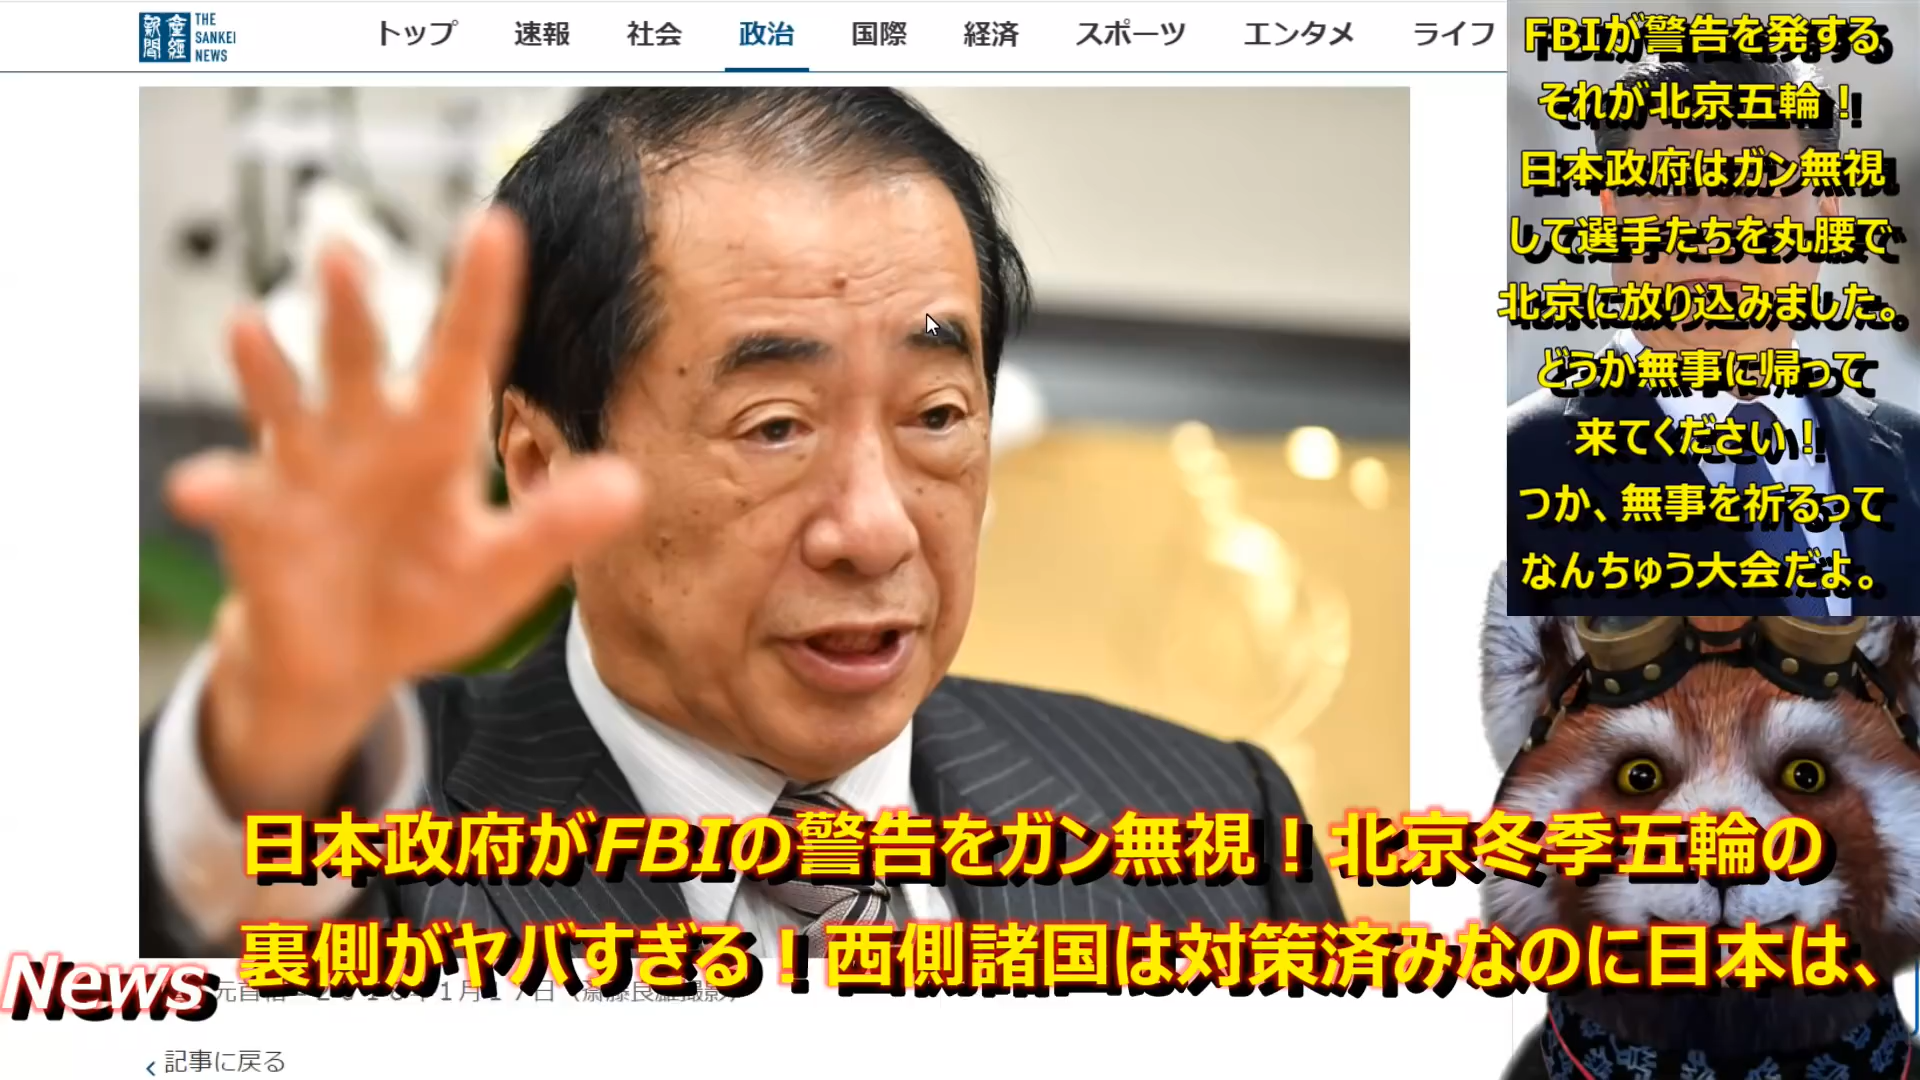 産經
新聞
THE
SANKEI
NEWS
トップ 速報 社会 政治 国際 経済 スポーツ エンタメ ライフ
FBIが警告を発する
それが北京五輪！
日本政府はガン無視
して選手たちを丸腰で
北京に放り込みました。
どうか無事に帰って
来てください！
つか、無事を祈るって
なんちゅう大会だよ。
日本政府がFBIの警告をガン無視！北京冬季五輪の
裏側がヤバすぎる！西側諸国は対策済みなのに日本は、
News
記事に戻る